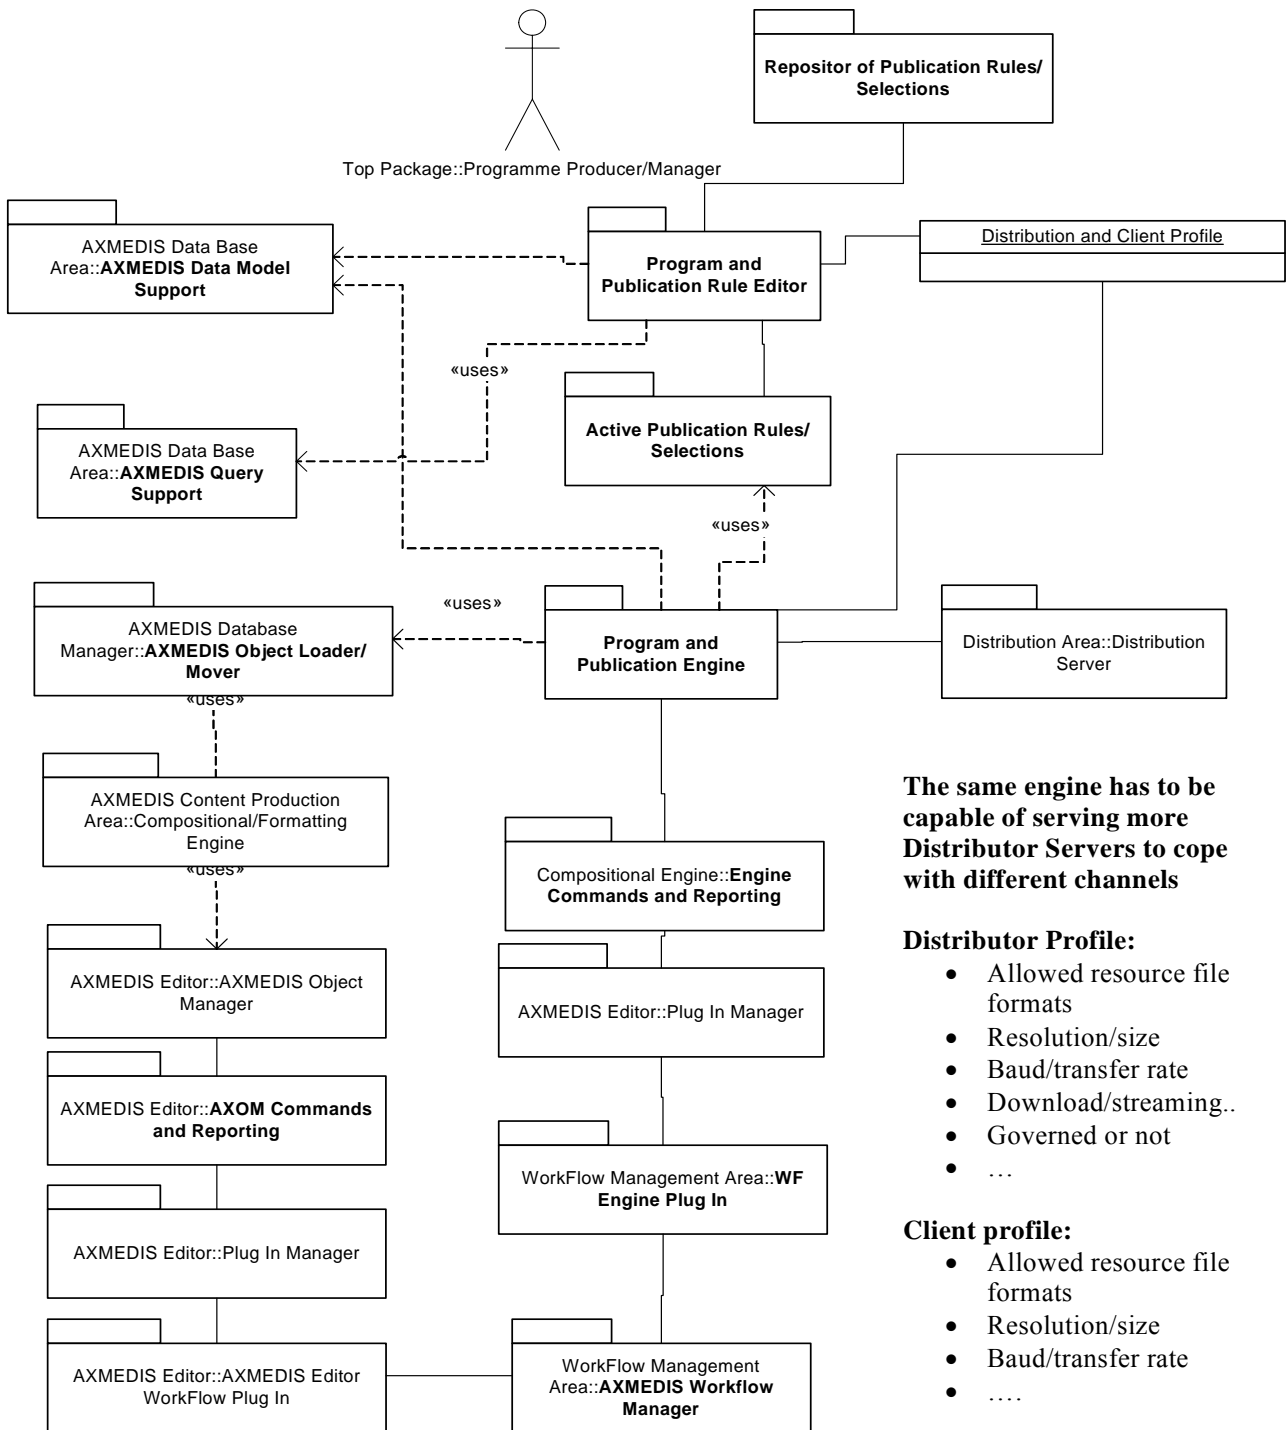 Repositor of Publication Rules/
Selections
Top Package::Programme Producer/Manager
AXMEDIS Data Base
Area::AXMEDIS Data Model
Support
Program and
Publication Rule Editor
Distribution and Client Profile
«uses»
Active Publication Rules/
Selections
AXMEDIS Data Base
Area::AXMEDIS Query
Support
«uses»
AXMEDIS Database
Manager::AXMEDIS Object Loader/
Mover
«uses»
Program and
Publication Engine
Distribution Area::Distribution
Server
«uses»
AXMEDIS Content Production
Area::Compositional/Formatting
Engine
«uses»
AXMEDIS Editor::AXMEDIS Object
Manager
AXMEDIS Editor::AXOM Commands
and Reporting
AXMEDIS Editor::Plug In Manager
AXMEDIS Editor::AXMEDIS Editor
WorkFlow Plug In
Compositional Engine::Engine
Commands and Reporting
AXMEDIS Editor::Plug In Manager
WorkFlow Management Area::WF
Engine Plug In
WorkFlow Management
Area::AXMEDIS Workflow
Manager
The same engine has to be
capable of serving more
Distributor Servers to cope
with different channels
Distributor Profile:
• Allowed resource file
formats
• Resolution/size
• Baud/transfer rate
• Download/streaming..
• Governed or not
• …
Client profile:
• Allowed resource file
formats
• Resolution/size
• Baud/transfer rate
• ….